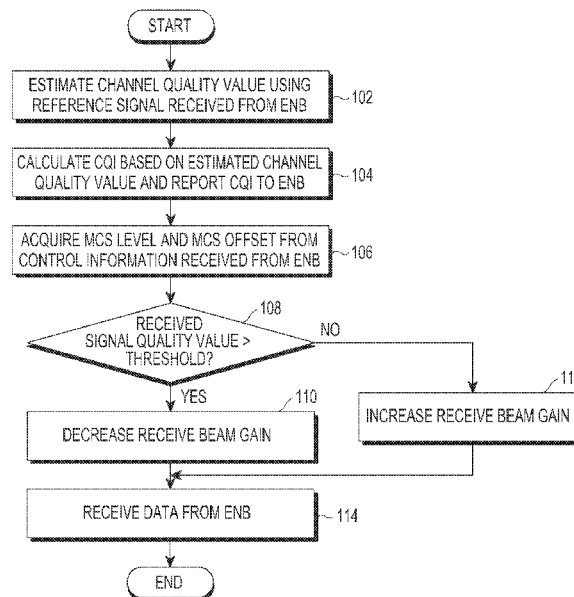 START
ESTIMATE CHANNEL QUALITY VALUE USING
REFERENCE SIGNAL RECEIVED FROM ENB
102
CALCULATE CQI BASED ON ESTIMATED CHANNEL
QUALITY VALUE AND REPORT CQI TO ENB
104
ACQUIRE MCS LEVEL AND MCS OFFSET FROM
CONTROL INFORMATION RECEIVED FROM ENB
106
108
RECEIVED
SIGNAL QUALITY VALUE >
THRESHOLD?
NO
YES
110
DECREASE RECEIVE BEAM GAIN
INCREASE RECEIVE BEAM GAIN
RECEIVE DATA FROM ENB
114
END